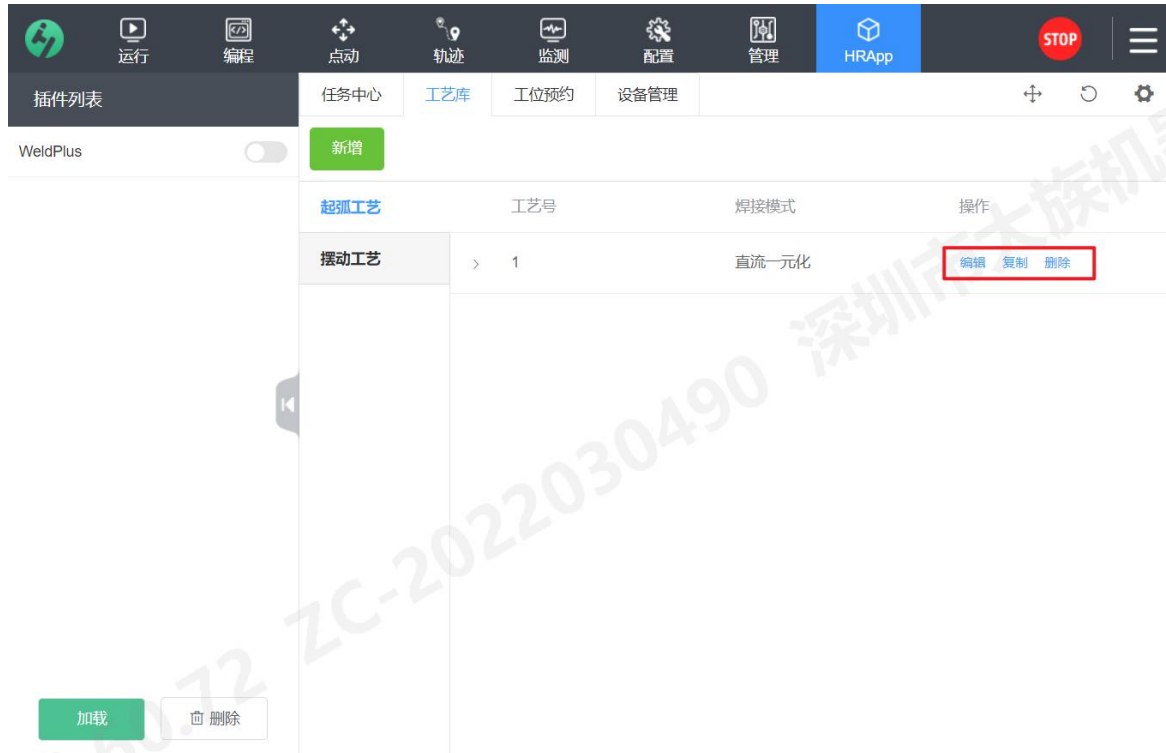 运行 编程 点动 轨迹 监测 配置 管理 HRApp STOP
插件列表 任务中心 工艺库 工位预约 设备管理
WeldPlus 新增
起弧工艺 工艺号 焊接模式 操作
摆动工艺 > 1 直流一元化 编辑 复制 删除
加载 删除
60.72 ZC-2022030490 深圳市大族机器